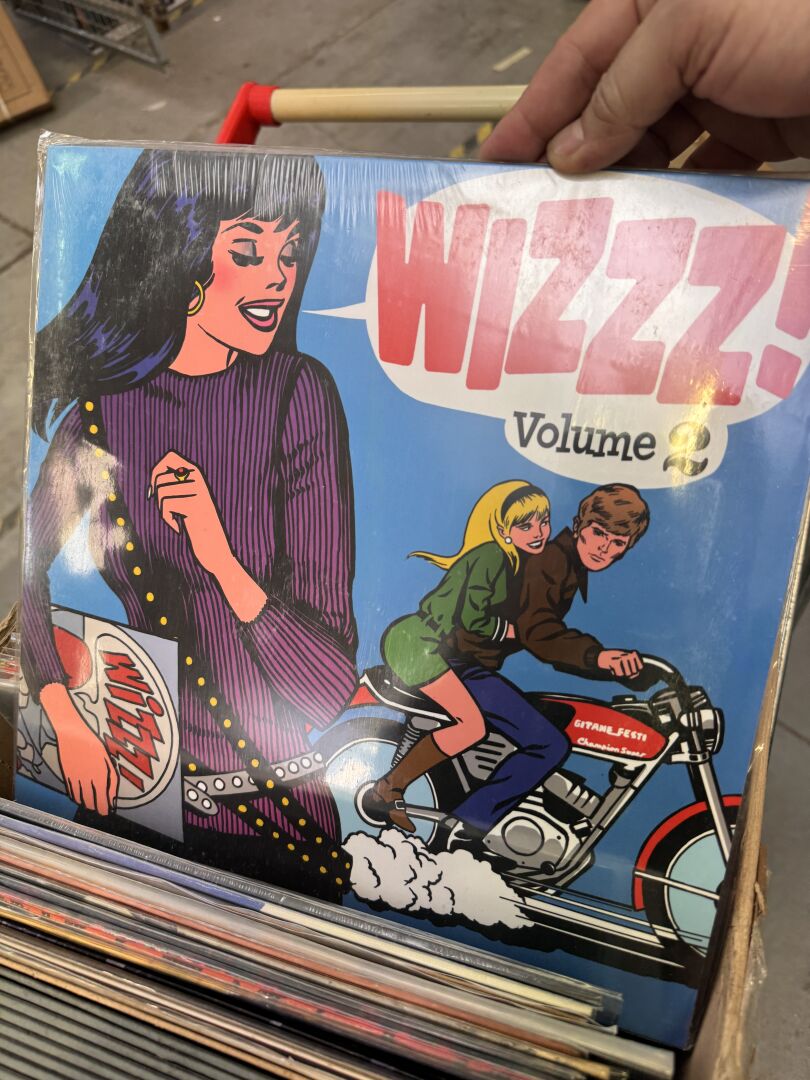 WIZZZ!
Volume 2
WIZZZ
GITANE_FESTI
Champion Super